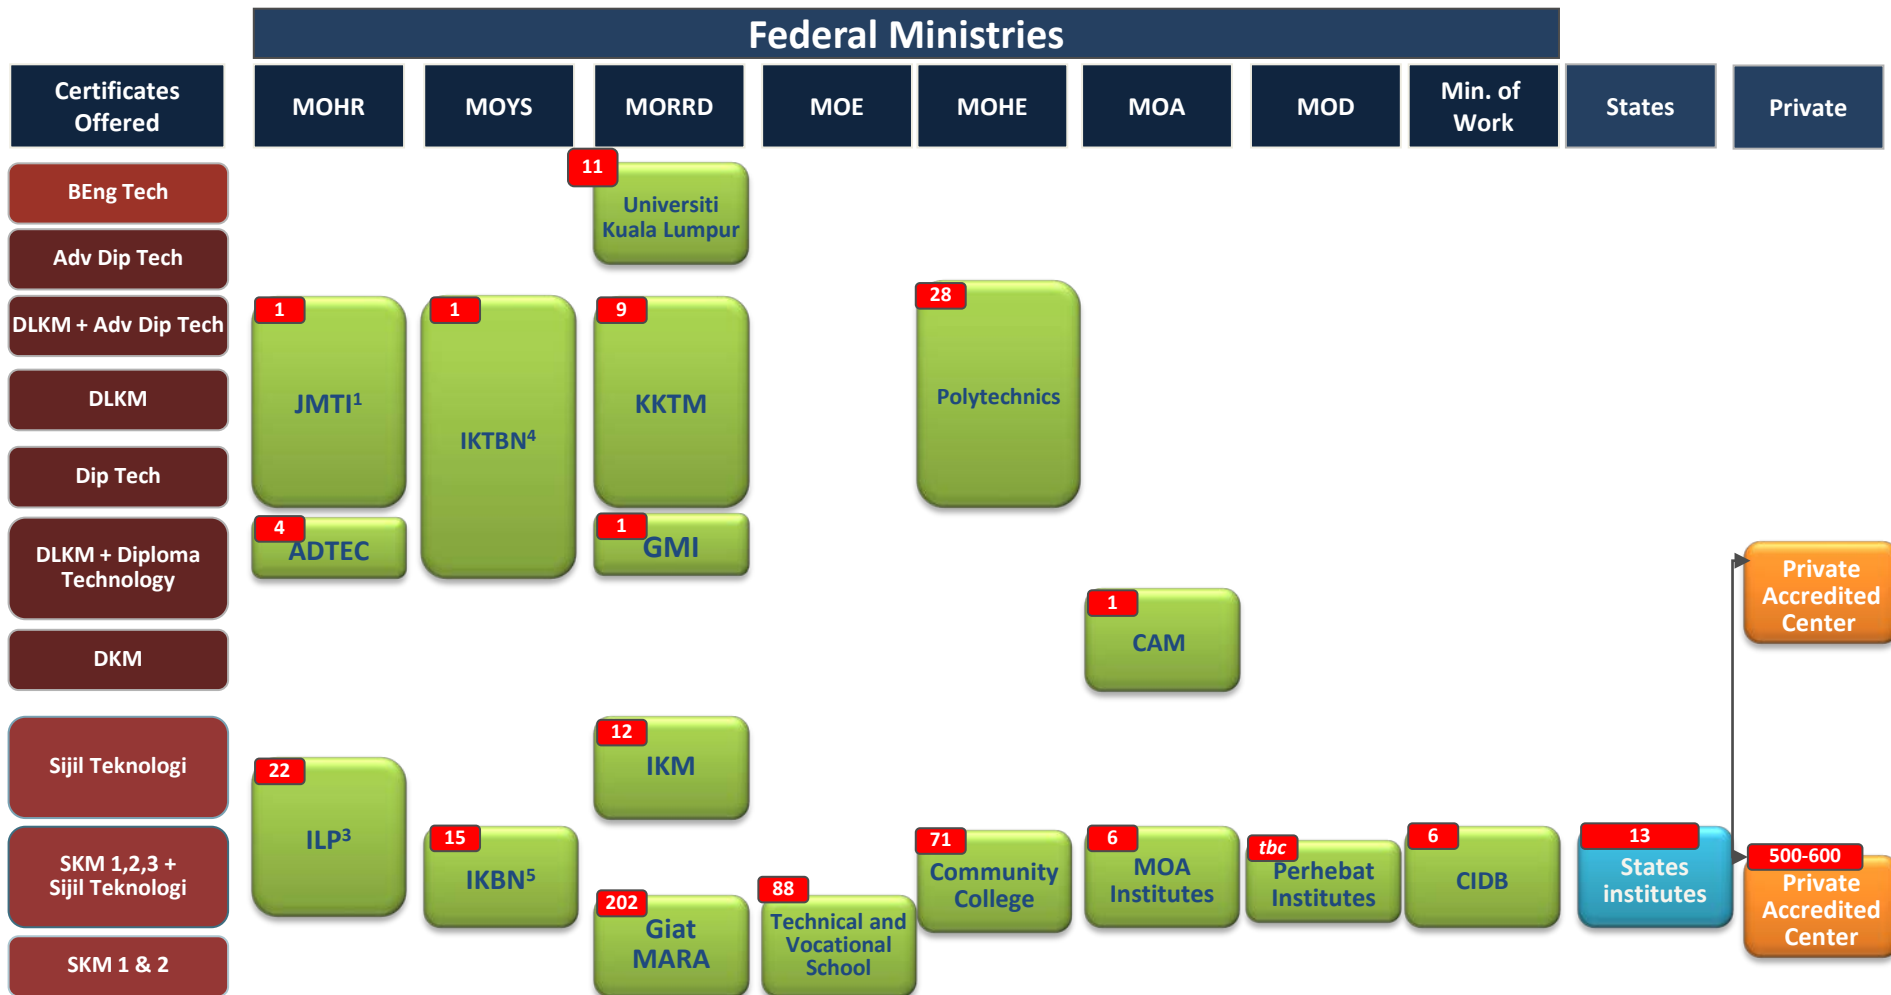 Federal Ministries
Certificates
Offered
MOHR
MOYS
MORRD
MOE
MOHE
MOA
MOD
Min. of
Work
States
Private
BEng Tech
11
Universiti
Kuala Lumpur
Adv Dip Tech
DLKM + Adv Dip Tech
1
JMTI¹
1
IKTBN⁴
9
KKTM
28
Polytechnics
DLKM
Dip Tech
DLKM + Diploma
Technology
4
ADTEC
1
GMI
1
CAM
Private
Accredited
Center
DKM
Sijil Teknologi
22
ILP³
12
IKM
SKM 1,2,3 +
Sijil Teknologi
15
IKBN⁵
202
Giat
MARA
88
Technical and
Vocational
School
71
Community
College
6
MOA
Institutes
tbc
Perhebat
Institutes
6
CIDB
13
States
institutes
500-600
Private
Accredited
Center
SKM 1 & 2